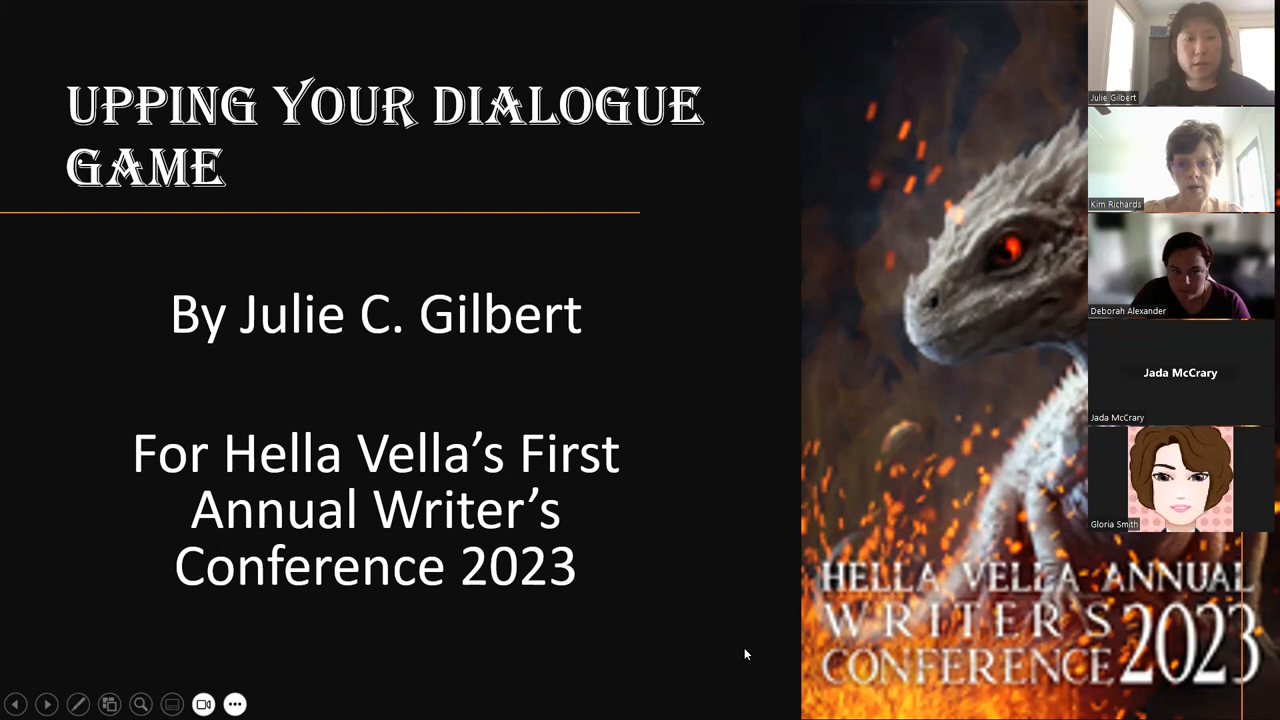 UPPING YOUR DIALOGUE
GAME
By Julie C. Gilbert
For Hella Vella’s First
Annual Writer’s
Conference 2023
HELLA VELLA ANNUAL
WRITER'S
CONFERENCE 2023
Julie Gilbert
Kim Richards
Deborah Alexander
Jada McCrary
Jada McCrary
Gloria Smith